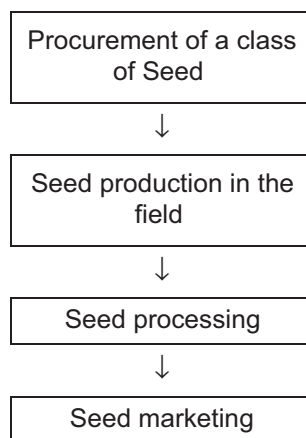 Procurement of a class
of Seed
↓
Seed production in the
field
↓
Seed processing
↓
Seed marketing